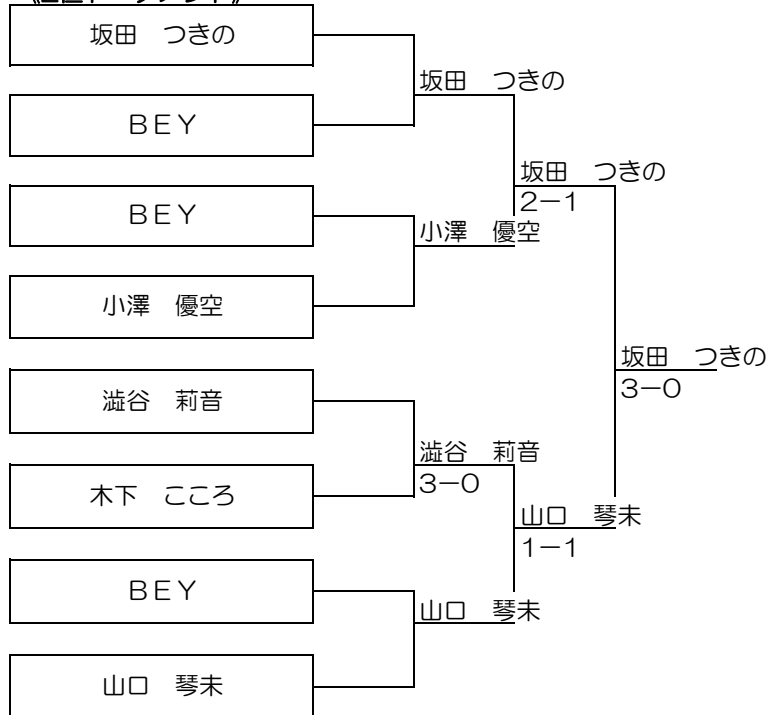 坂田　つきの
坂田　つきの
ＢＥＹ
坂田　つきの
２－１
ＢＥＹ
小澤　優空
小澤　優空
坂田　つきの
３－０
澁谷　莉音
澁谷　莉音
３－０
木下　こころ
山口　琴未
１－１
ＢＥＹ
山口　琴未
山口　琴未